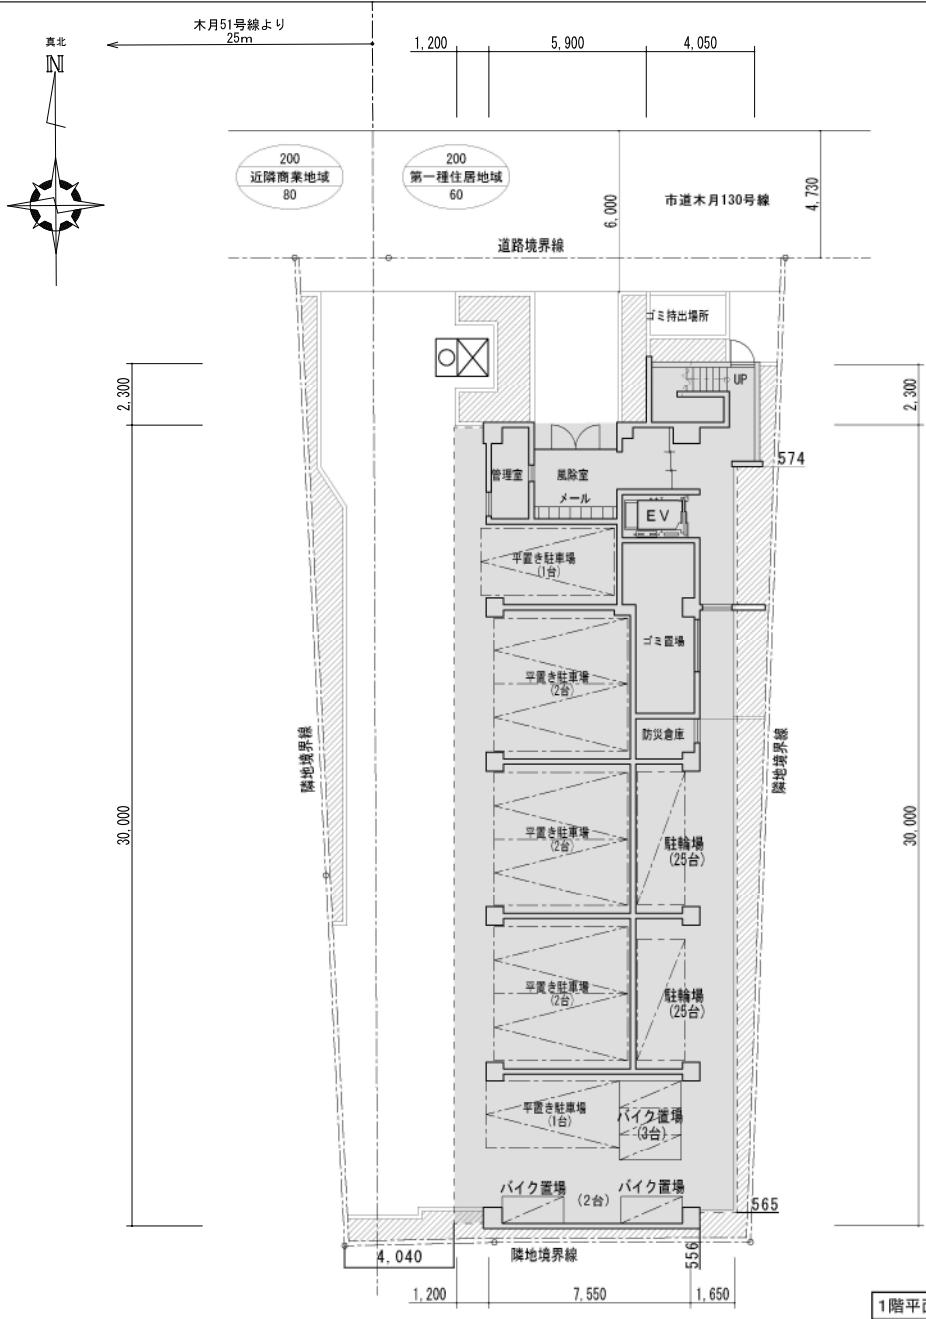 木月51号線より
25m
真北
N
1,200
5,900
4,050
200
近隣商業地域
80
200
第一種住居地域
60
6,000
市道木月130号線
4,730
道路境界線
ゴミ持出場所
UP
2,300
2,300
574
管理室
風除室
メール
EV
平置き駐車場
(1台)
ゴミ置場
平置き駐車場
(2台)
防災倉庫
隣地境界線
隣地境界線
30,000
30,000
平置き駐車場
(2台)
駐輪場
(25台)
平置き駐車場
(2台)
駐輪場
(25台)
平置き駐車場
(1台)
バイク置場
(3台)
バイク置場
(2台)
バイク置場
565
4,040
隣地境界線
556
1,200
7,550
1,650
1階平